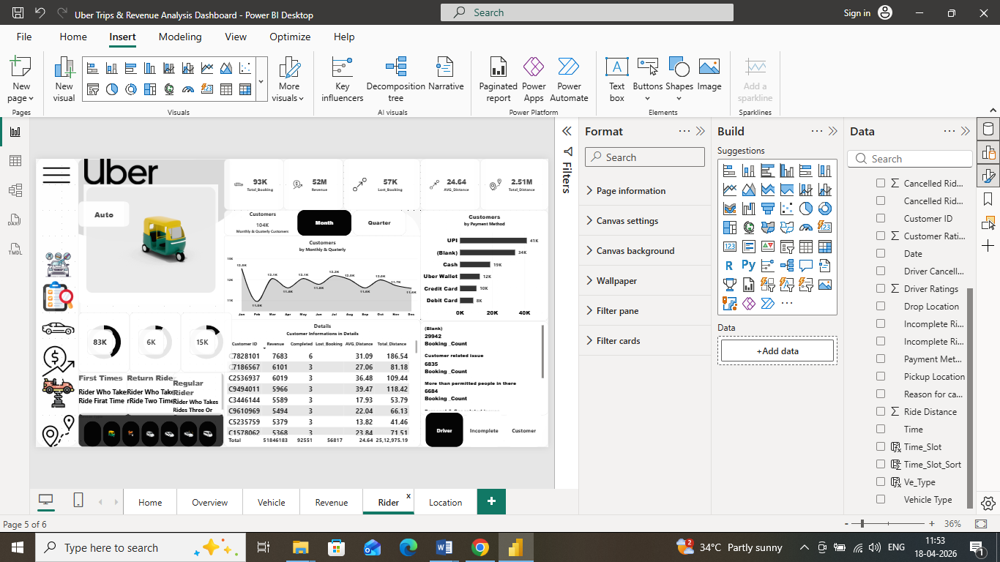 Uber Trips & Revenue Analysis Dashboard - Power BI Desktop
Search
Sign in
File Home Insert Modeling View Optimize Help
New page
New visual
More visuals
Key influencers
Decomposition tree
Narrative
Paginated report
Power Apps
Power Automate
Text box
Buttons
Shapes
Image
Add a sparkline
Pages
Visuals
AI visuals
Power Platform
Elements
Sparklines
Uber
Auto
93K
Total_Booking
52M
Revenue
57K
Lost_Booking
24.64
AVG_Distance
2.51M
Total_Distance
Customers
104K
Monthly & Quaterly Customers
Month
Quarter
Customers
by Monthly & Quaterly
15K
12K
11K
11.0K
12.1K
11.4K
12.1K
11.8K
12.2K
12.0K
11.6K
12.0K
11.7K
Jan Feb Mar Apr May Jun Jul Aug Sep Oct Nov Dec
Customers
by Payment Method
UPI 41K
(Blank) 34K
Cash 19K
Uber Wallet 12K
Credit Card 10K
Debit Card 8K
0K 20K 40K
83K
6K
15K
First Times
Rider Who Take
Ride First Time
Return Ride
Rider Who Take
Ride Two Time
Regular Rider
Rider Who Takes
Rides Three Or
Details
Customer Informations in Details
Customer ID Revenue Completed Lost_Booking AVG_Distance Total_Distance
C7828101 7683 6 31.09 186.54
C7186567 6101 3 27.06 81.18
C2536937 6019 3 36.48 109.44
C9494011 5966 3 39.47 118.42
C3446144 5589 3 17.93 53.79
C9610969 5494 3 22.04 66.13
C5235759 5379 3 13.82 41.46
C1578062 5368 3 23.84 71.51
Total 51846183 92551 56817 24.64 25,12,975.19
(Blank)
29942
Booking _Count
Customer related issue
6835
Booking _Count
More than permitted people in there
6684
Booking _Count
Driver
Incomplete
Customer
Filters
Format
Search
Page information
Canvas settings
Canvas background
Wallpaper
Filter pane
Filter cards
Build
Suggestions
Data
+Add data
Data
Search
Cancelled Rid...
Cancelled Rid...
Customer ID
Customer Rati...
Date
Driver Cancell...
Driver Ratings
Drop Location
Incomplete Ri...
Incomplete Ri...
Payment Met...
Pickup Location
Reason for ca...
Ride Distance
Time
Time_Slot
Time_Slot_Sort
Ve_Type
Vehicle Type
Home Overview Vehicle Revenue Rider x Location +
Page 5 of 6
- + 36%
Type here to search
34°C Partly sunny
ENG
11:53
18-04-2026